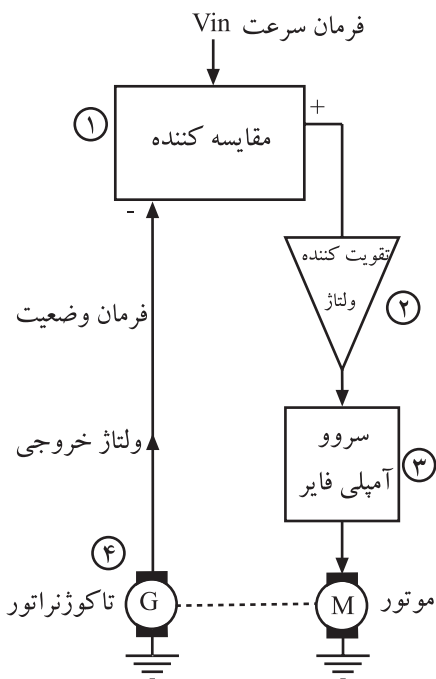 فرمان سرعت Vin
+
۱
مقایسه کننده
-
تقویت کننده
ولتاژ
۲
فرمان وضعیت
سروو
آمپلی فایر
۳
ولتاژ خروجی
۴
تاکوژنراتور
G
M
موتور